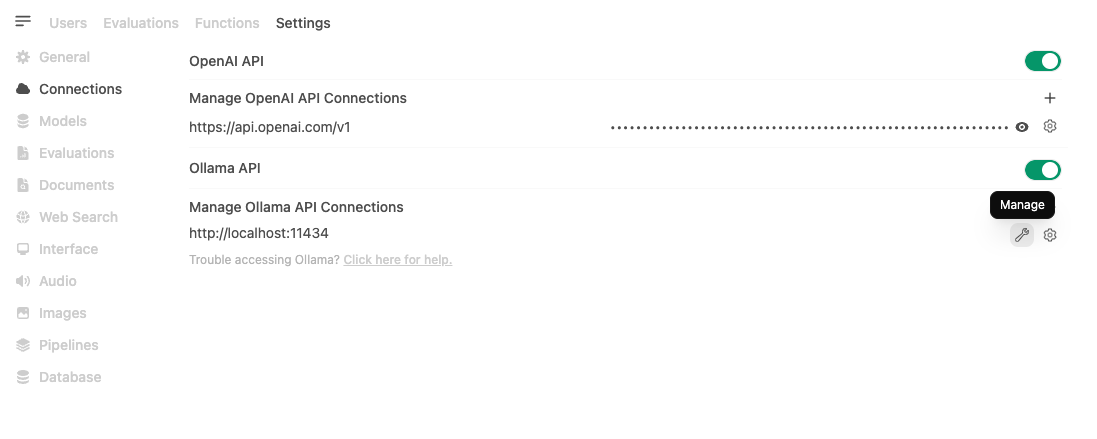 Users Evaluations Functions Settings
General
Connections
Models
Evaluations
Documents
Web Search
Interface
Audio
Images
Pipelines
Database
OpenAI API
Manage OpenAI API Connections
https://api.openai.com/v1
Ollama API
Manage Ollama API Connections
Manage
http://localhost:11434
Trouble accessing Ollama? Click here for help.